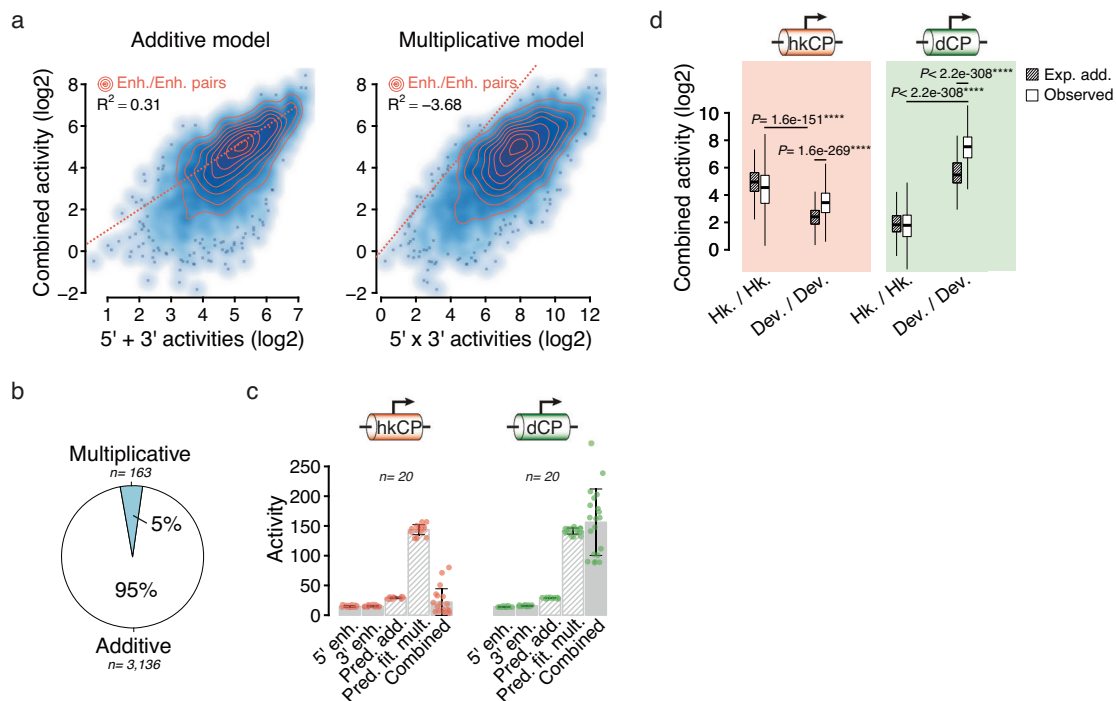 a
Additive model
Enh./Enh. pairs
R² = 0.31
Combined activity (log2)
8
6
4
2
0
−2
1 2 3 4 5 6 7
5' + 3' activities (log2)
Multiplicative model
Enh./Enh. pairs
R² = −3.68
8
6
4
2
0
−2
0 2 4 6 8 10 12
5' x 3' activities (log2)
b
Multiplicative
n= 163
5%
95%
Additive
n= 3,136
c
hkCP
dCP
n= 20
n= 20
Activity
250
200
150
100
50
0
5' enh.
3' enh.
Pred. add.
Pred. fit. mult.
Combined
5' enh.
3' enh.
Pred. add.
Pred. fit. mult.
Combined
d
hkCP
dCP
P< 2.2e-308****
P< 2.2e-308****
P= 1.6e-151****
P= 1.6e-269****
Exp. add.
Observed
Combined activity (log2)
10
8
6
4
2
0
Hk. / Hk.
Dev. / Dev.
Hk. / Hk.
Dev. / Dev.